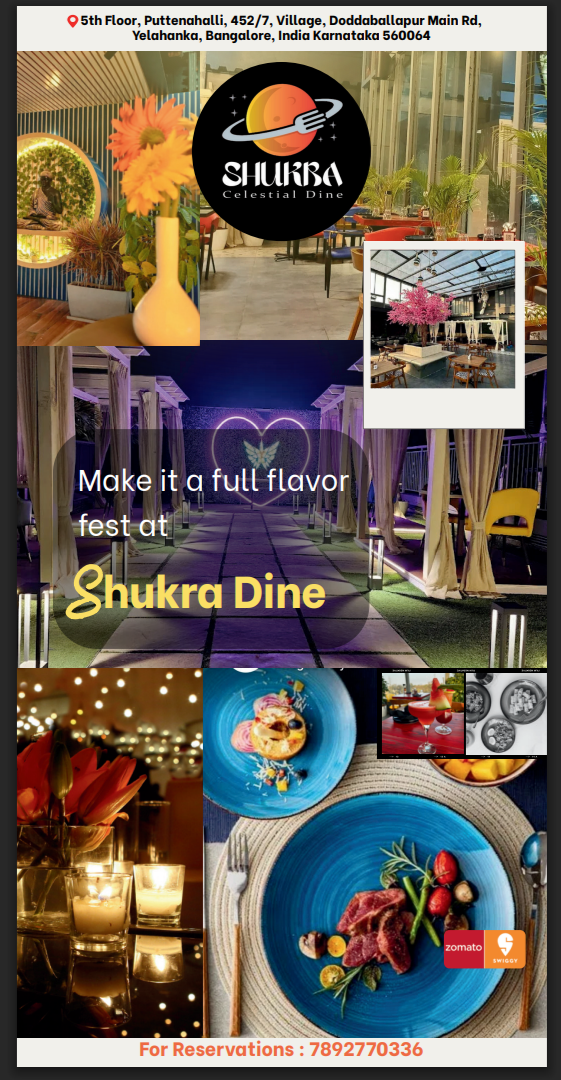 5th Floor, Puttenahalli, 452/7, Village, Doddaballapur Main Rd,
Yelahanka, Bangalore, India Karnataka 560064
SHUKRA
Celestial Dine
Make it a full flavor
fest at
Shukra Dine
zomato
SWIGGY
For Reservations : 7892770336